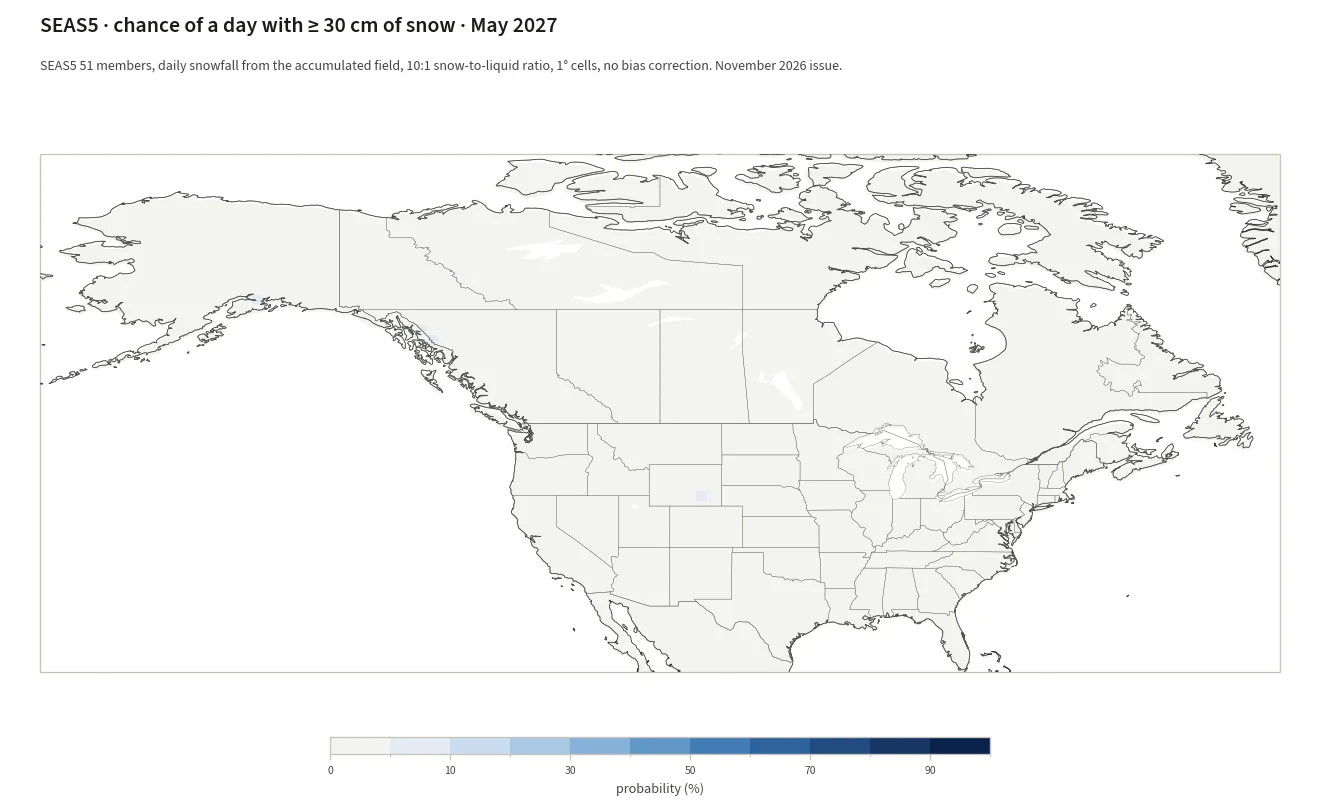 SEAS5 · chance of a day with ≥ 30 cm of snow · May 2027
SEAS5 51 members, daily snowfall from the accumulated field, 10:1 snow-to-liquid ratio, 1° cells, no bias correction. November 2026 issue.
0 10 30 50 70 90
probability (%)